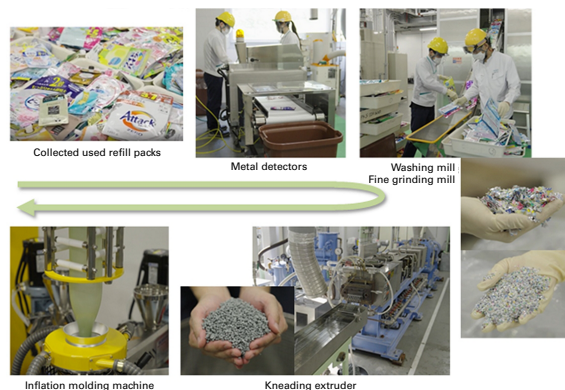 Attack
Collected used refill packs
Metal detectors
Washing mill
Fine grinding mill
Inflation molding machine
Kneading extruder